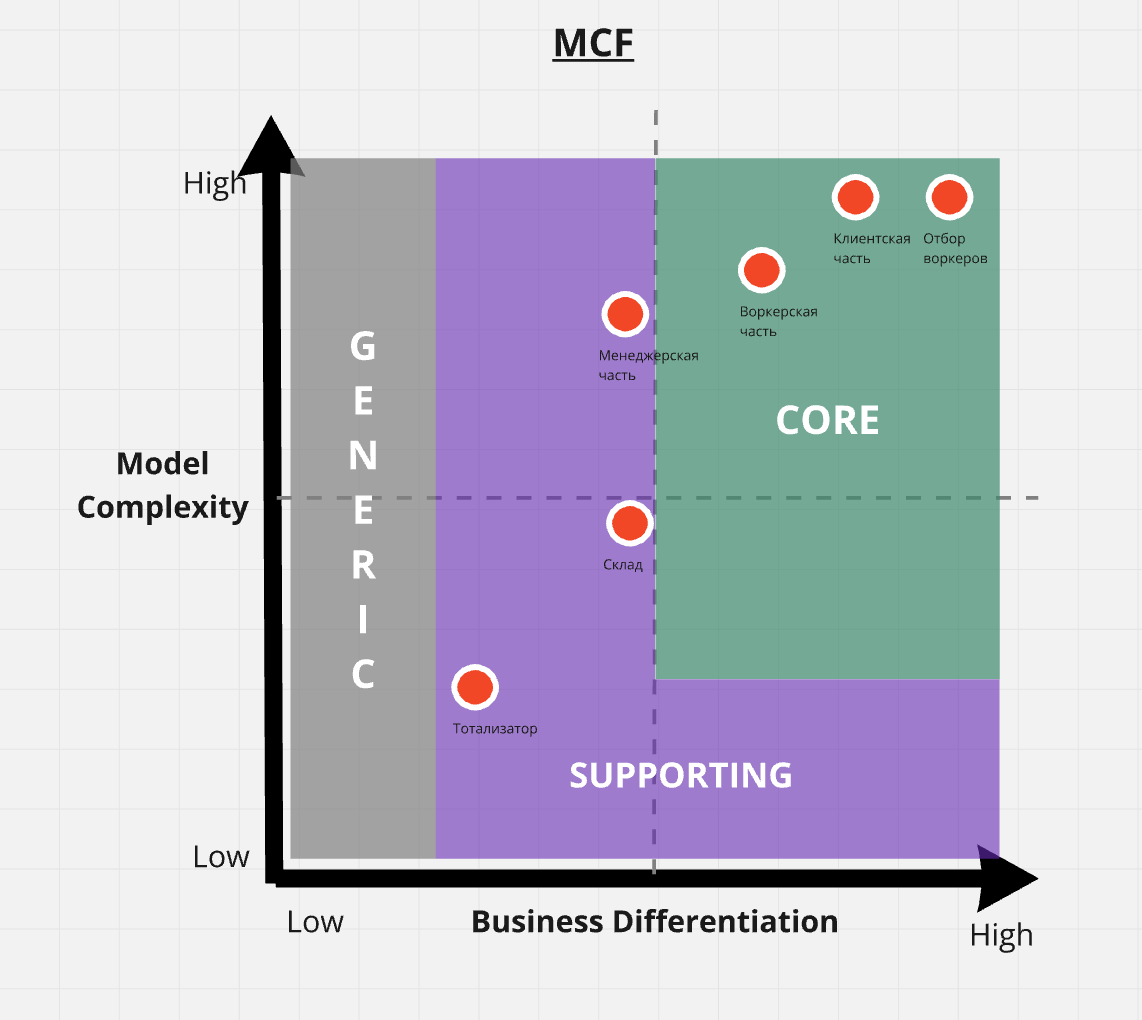 MCF
High
Клиентская
часть
Отбор
воркеров
Воркерская
часть
Менеджерская
часть
G
E
N
E
R
I
C
CORE
Model
Complexity
Склад
Тотализатор
SUPPORTING
Low
Low
Business Differentiation
High